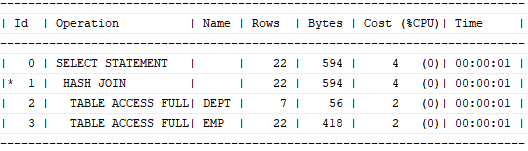 ---------------------------------------------------------------------------
| Id  | Operation          | Name | Rows  | Bytes | Cost (%CPU)| Time     |
---------------------------------------------------------------------------
|   0 | SELECT STATEMENT   |      |    22 |   594 |     4   (0)| 00:00:01 |
|*  1 |  HASH JOIN         |      |    22 |   594 |     4   (0)| 00:00:01 |
|   2 |   TABLE ACCESS FULL| DEPT |     7 |    56 |     2   (0)| 00:00:01 |
|   3 |   TABLE ACCESS FULL| EMP  |    22 |   418 |     2   (0)| 00:00:01 |
---------------------------------------------------------------------------